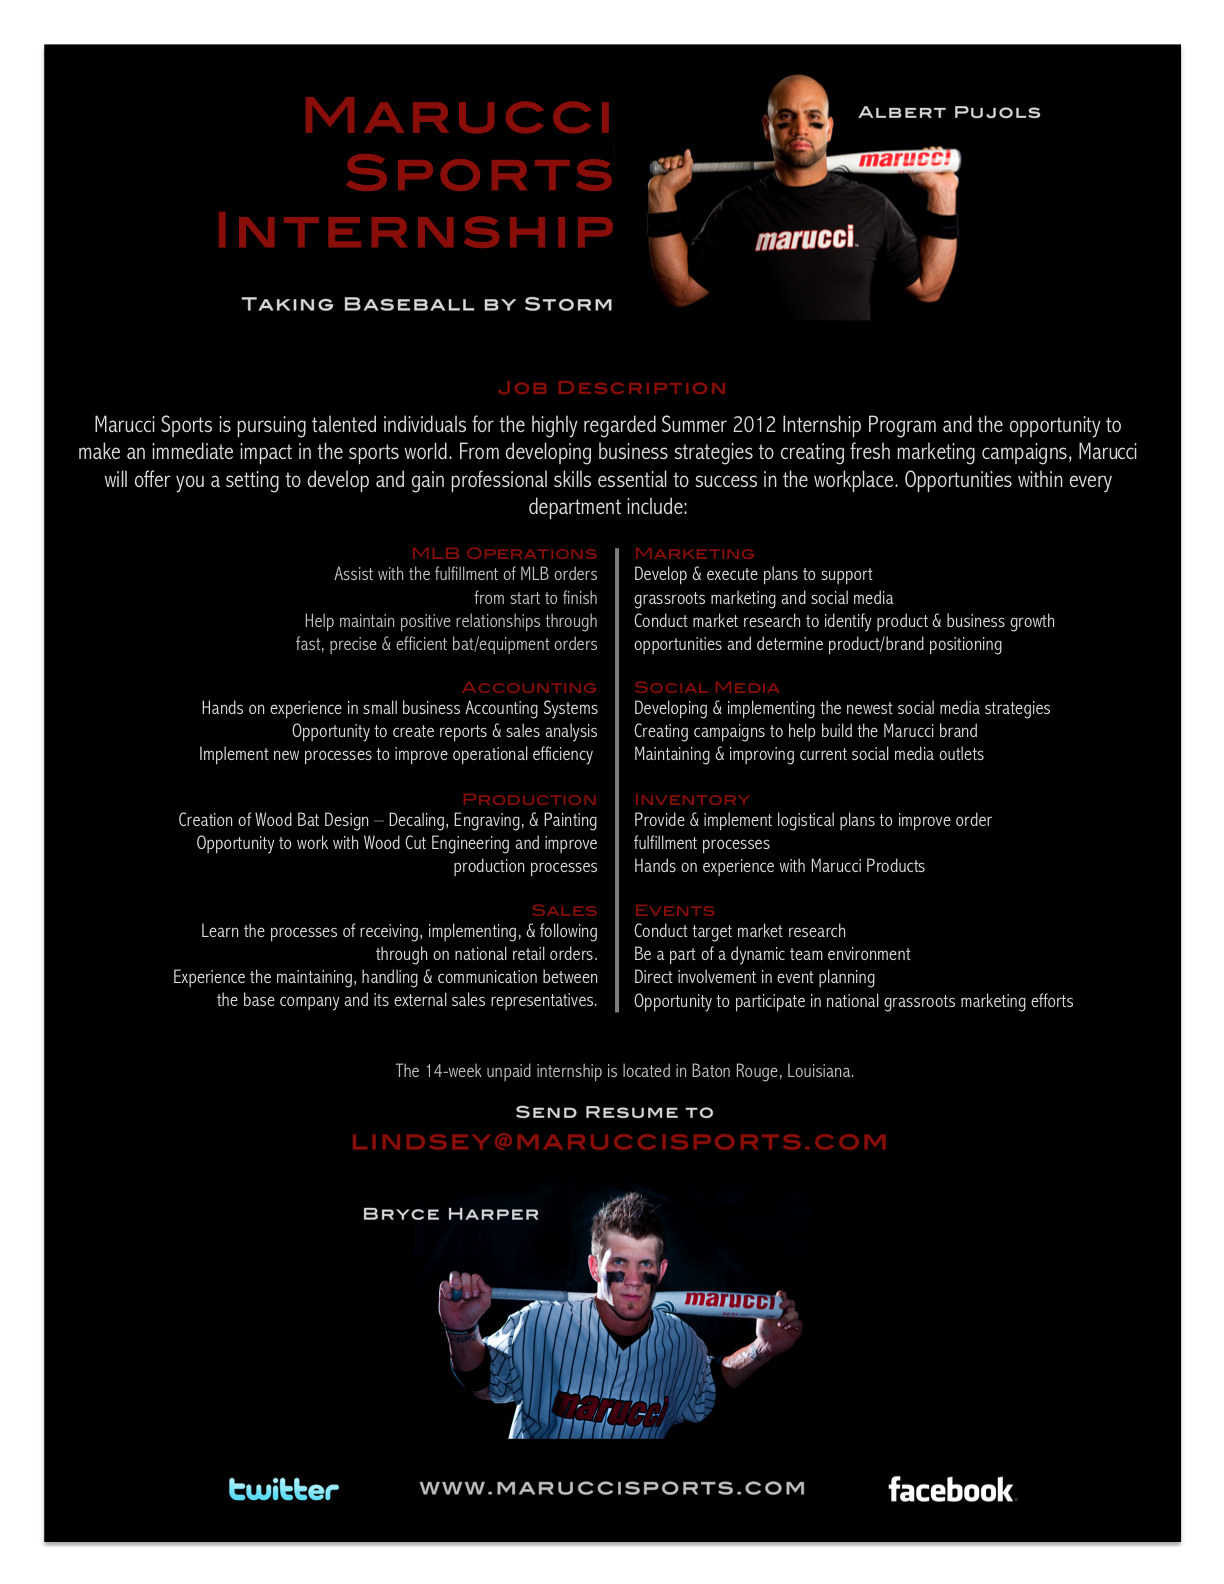 Marucci
Sports
Internship
Albert Pujols
marucci
marucci
Taking Baseball by Storm
Job Description
Marucci Sports is pursuing talented individuals for the highly regarded Summer 2012 Internship Program and the opportunity to
make an immediate impact in the sports world. From developing business strategies to creating fresh marketing campaigns, Marucci
will offer you a setting to develop and gain professional skills essential to success in the workplace. Opportunities within every
department include:
MLB Operations
Assist with the fulfillment of MLB orders
from start to finish
Help maintain positive relationships through
fast, precise & efficient bat/equipment orders
Accounting
Hands on experience in small business Accounting Systems
Opportunity to create reports & sales analysis
Implement new processes to improve operational efficiency
Production
Creation of Wood Bat Design – Decaling, Engraving, & Painting
Opportunity to work with Wood Cut Engineering and improve
production processes
Sales
Learn the processes of receiving, implementing, & following
through on national retail orders.
Experience the maintaining, handling & communication between
the base company and its external sales representatives.
Marketing
Develop & execute plans to support
grassroots marketing and social media
Conduct market research to identify product & business growth
opportunities and determine product/brand positioning
Social Media
Developing & implementing the newest social media strategies
Creating campaigns to help build the Marucci brand
Maintaining & improving current social media outlets
Inventory
Provide & implement logistical plans to improve order
fulfillment processes
Hands on experience with Marucci Products
Events
Conduct target market research
Be a part of a dynamic team environment
Direct involvement in event planning
Opportunity to participate in national grassroots marketing efforts
The 14-week unpaid internship is located in Baton Rouge, Louisiana.
Send Resume to
lindsey@maruccisports.com
Bryce Harper
marucci
marucci
twitter
www.maruccisports.com
facebook